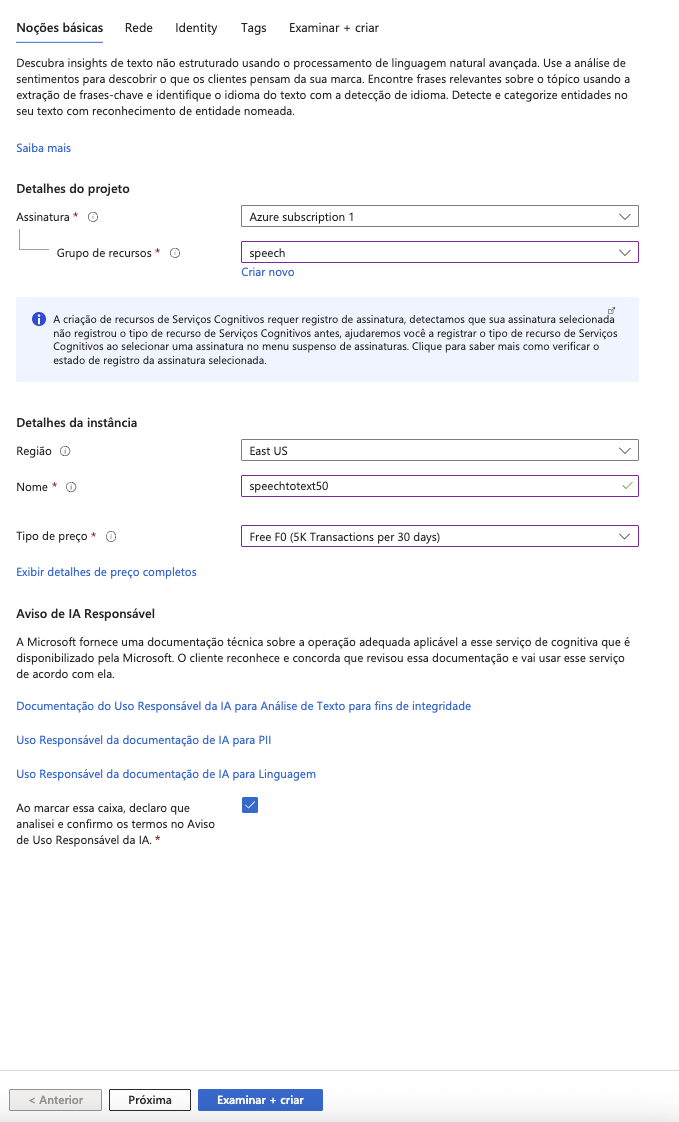 Noções básicas Rede Identity Tags Examinar + criar
Descubra insights de texto não estruturado usando o processamento de linguagem natural avançada. Use a análise de
sentimentos para descobrir o que os clientes pensam da sua marca. Encontre frases relevantes sobre o tópico usando a
extração de frases-chave e identifique o idioma do texto com a detecção de idioma. Detecte e categorize entidades no
seu texto com reconhecimento de entidade nomeada.
Saiba mais
Detalhes do projeto
Assinatura * Azure subscription 1
Grupo de recursos * speech
Criar novo
A criação de recursos de Serviços Cognitivos requer registro de assinatura, detectamos que sua assinatura selecionada
não registrou o tipo de recurso de Serviços Cognitivos antes, ajudaremos você a registrar o tipo de recurso de Serviços
Cognitivos ao selecionar uma assinatura no menu suspenso de assinaturas. Clique para saber mais como verificar o
estado de registro da assinatura selecionada.
Detalhes da instância
Região East US
Nome * speechtotext50
Tipo de preço * Free F0 (5K Transactions per 30 days)
Exibir detalhes de preço completos
Aviso de IA Responsável
A Microsoft fornece uma documentação técnica sobre a operação adequada aplicável a esse serviço de cognitiva que é
disponibilizado pela Microsoft. O cliente reconhece e concorda que revisou essa documentação e vai usar esse serviço
de acordo com ela.
Documentação do Uso Responsável da IA para Análise de Texto para fins de integridade
Uso Responsável da documentação de IA para PII
Uso Responsável da documentação de IA para Linguagem
Ao marcar essa caixa, declaro que
analisei e confirmo os termos no Aviso
de Uso Responsável da IA. *
< Anterior Próxima Examinar + criar